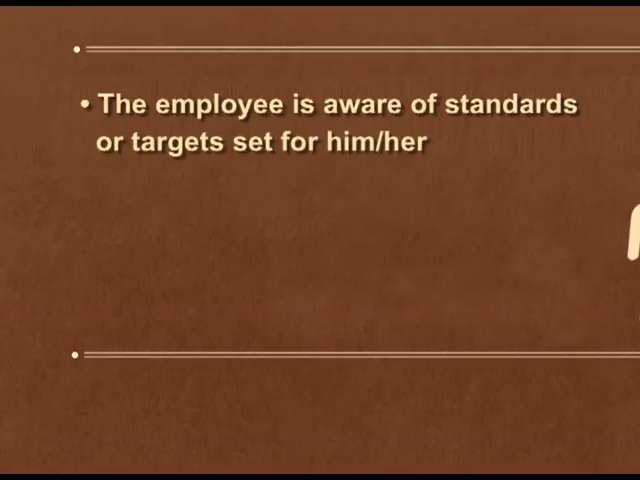 • The employee is aware of standards
or targets set for him/her